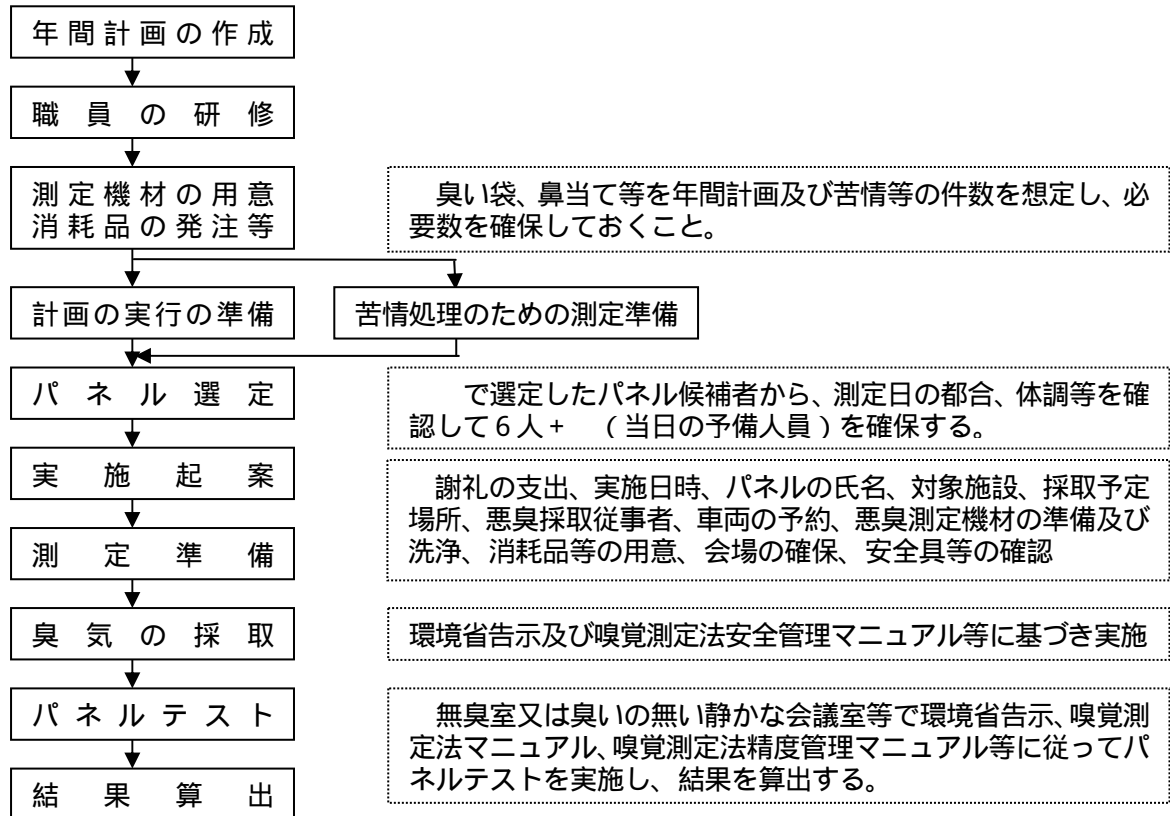 年間計画の作成
職員の研修
測定機材の用意
消耗品の発注等
臭い袋、鼻当て等を年間計画及び苦情等の件数を想定し、必
要数を確保しておくこと。
計画の実行の準備
苦情処理のための測定準備
パネル選定
で選定したパネル候補者から、測定日の都合、体調等を確
認して6人+ (当日の予備人員)を確保する。
実施起案
謝礼の支出、実施日時、パネルの氏名、対象施設、採取予定
場所、悪臭採取従事者、車両の予約、悪臭測定機材の準備及び
洗浄、消耗品等の用意、会場の確保、安全具等の確認
測定準備
臭気の採取
環境省告示及び嗅覚測定法安全管理マニュアル等に基づき実施
パネルテスト
無臭室又は臭いの無い静かな会議室等で環境省告示、嗅覚測
定法マニュアル、嗅覚測定法精度管理マニュアル等に従ってパ
ネルテストを実施し、結果を算出する。
結果算出